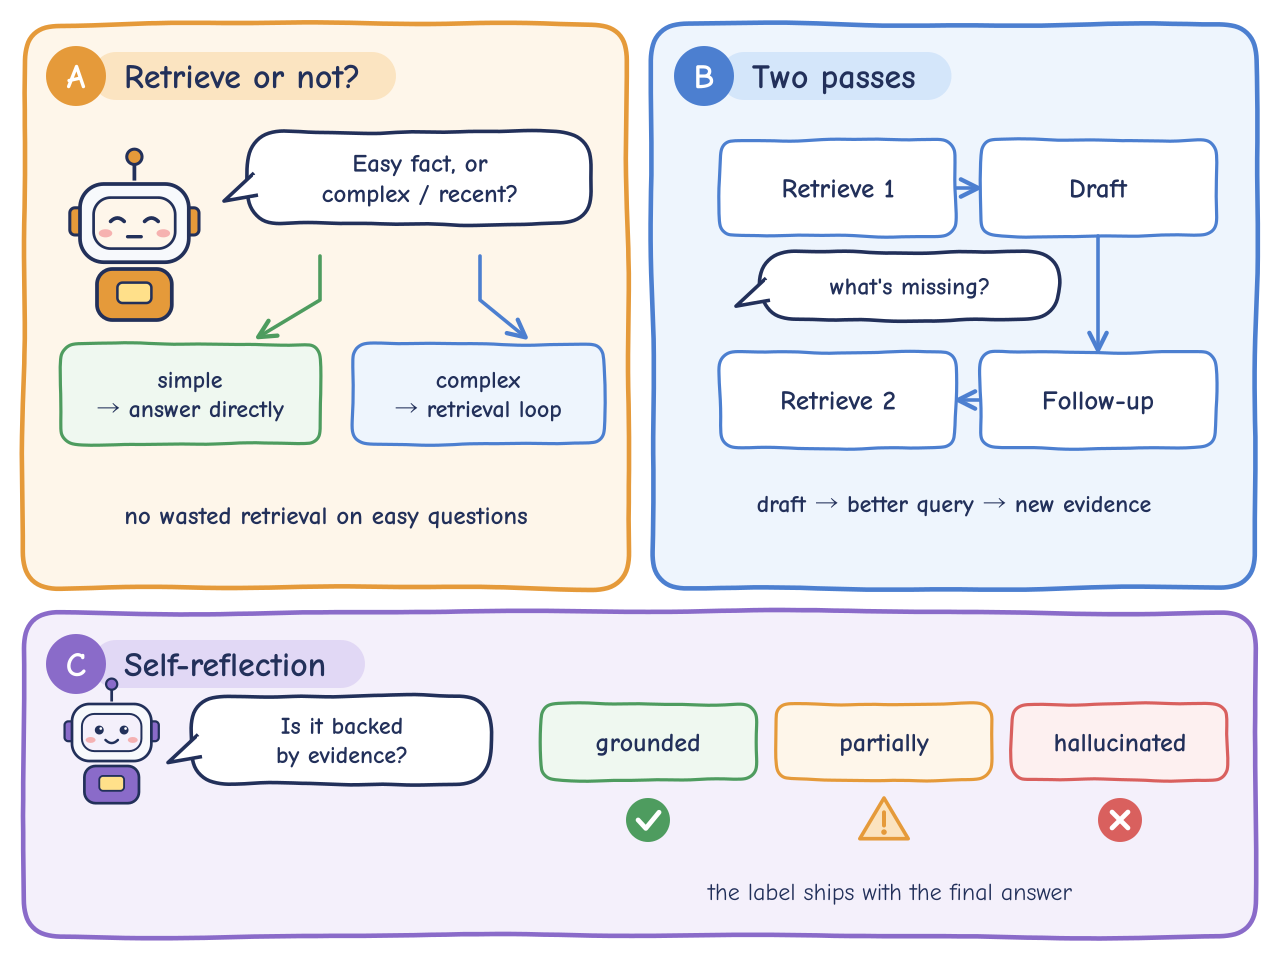 A
Retrieve or not?
Easy fact, or
complex / recent?
simple
→ answer directly
complex
→ retrieval loop
no wasted retrieval on easy questions
B
Two passes
Retrieve 1
Draft
what's missing?
Retrieve 2
Follow-up
draft → better query → new evidence
C
Self-reflection
Is it backed
by evidence?
grounded
partially
hallucinated
the label ships with the final answer